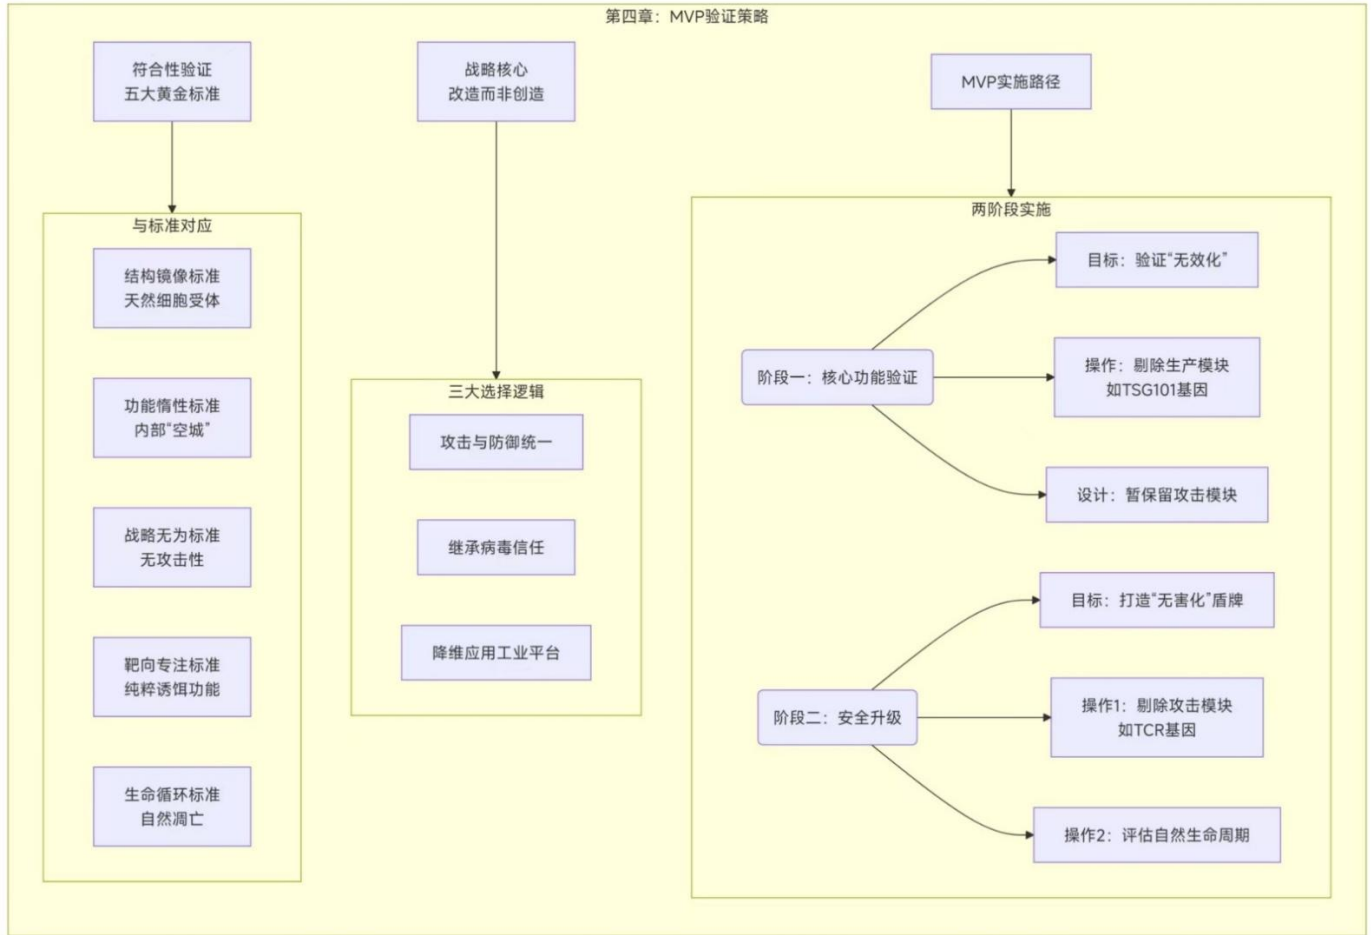 第四章：MVP验证策略
符合性验证
五大黄金标准
与标准对应
结构镜像标准
天然细胞受体
功能惰性标准
内部“空城”
战略无为标准
无攻击性
靶向专注标准
纯粹诱饵功能
生命循环标准
自然凋亡
战略核心
改造而非创造
三大选择逻辑
攻击与防御统一
继承病毒信任
降维应用工业平台
MVP实施路径
两阶段实施
阶段一：核心功能验证
目标：验证“无效化”
操作：剔除生产模块
如TSG101基因
设计：暂保留攻击模块
阶段二：安全升级
目标：打造“无害化”盾牌
操作1：剔除攻击模块
如TCR基因
操作2：评估自然生命周期